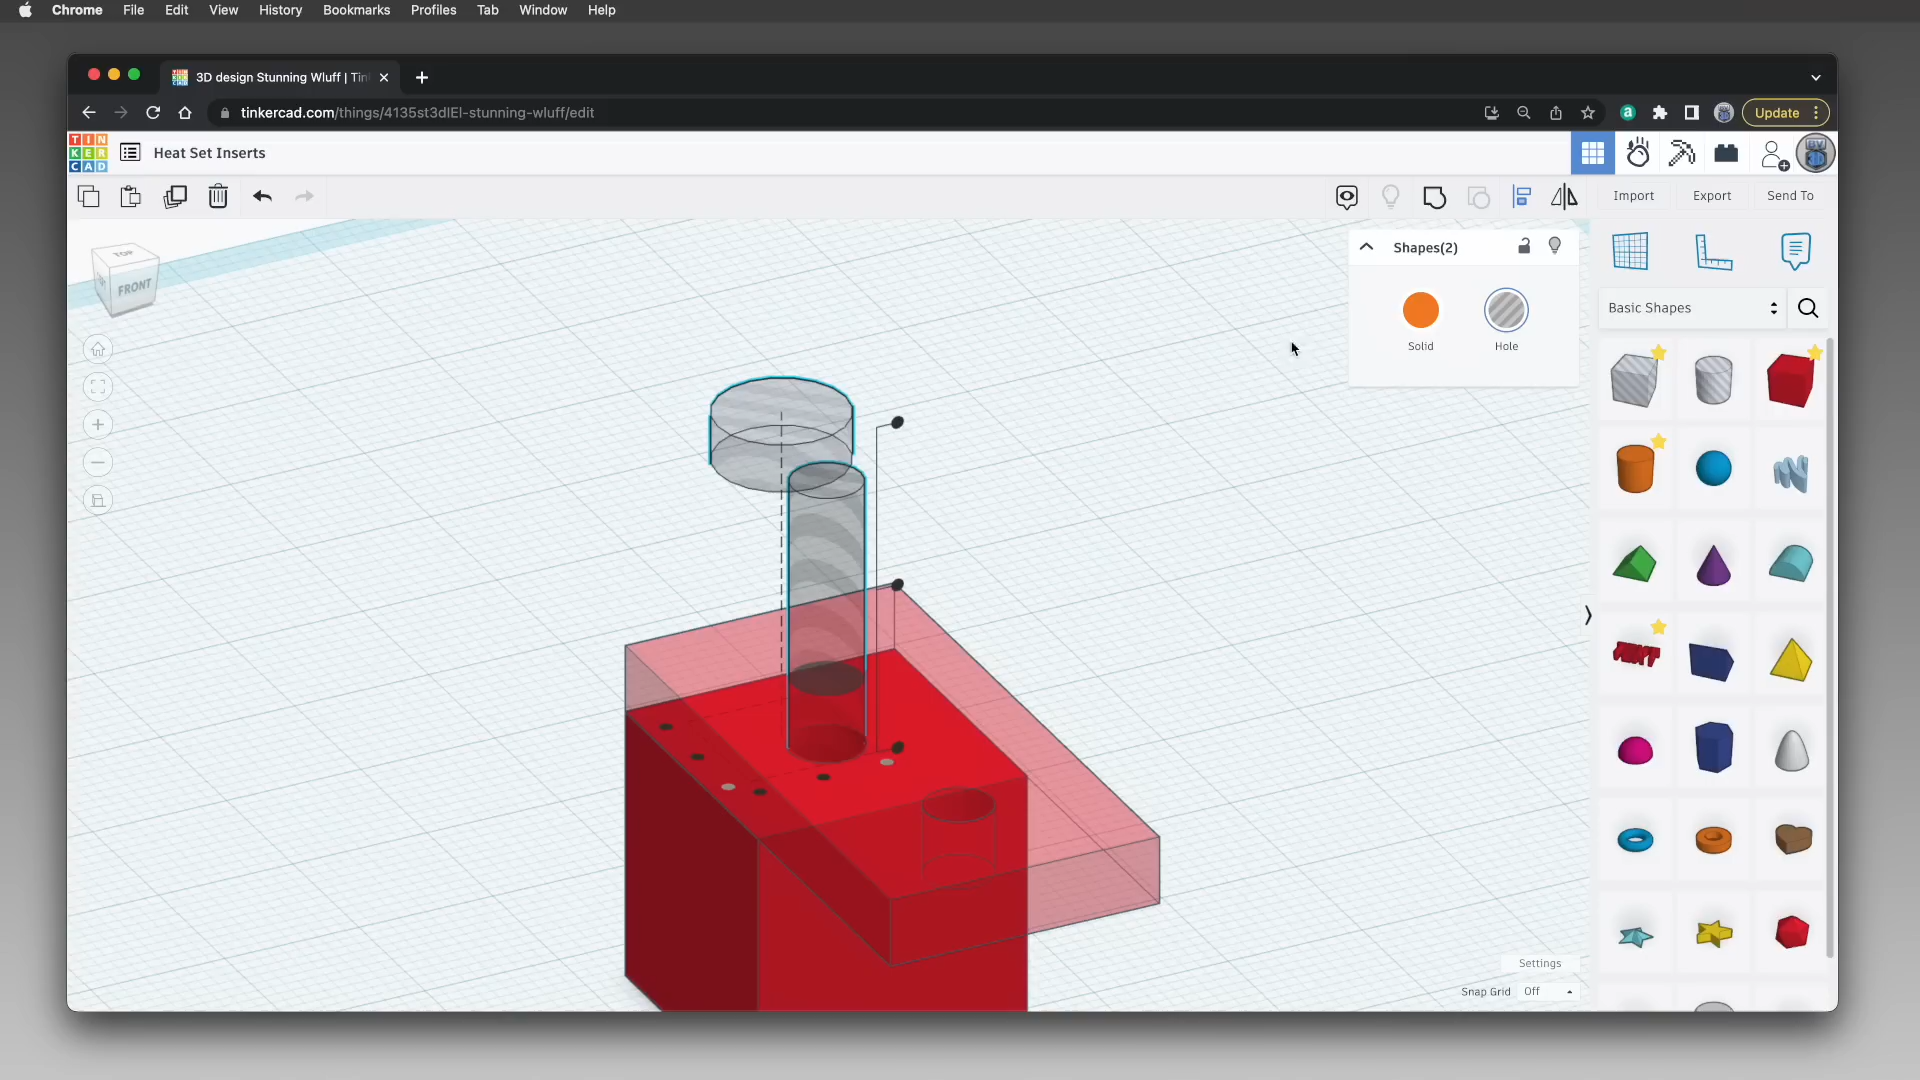 Chrome File Edit View History Bookmarks Profiles Tab Window Help
3D design Stunning Wluff | Tin
tinkercad.com/things/4135st3dlEl-stunning-wluff/edit
Update
TIN
KER
CAD
Heat Set Inserts
Import Export Send To
TOP
FRONT
Shapes(2)
Solid Hole
Basic Shapes
Settings
Snap Grid Off